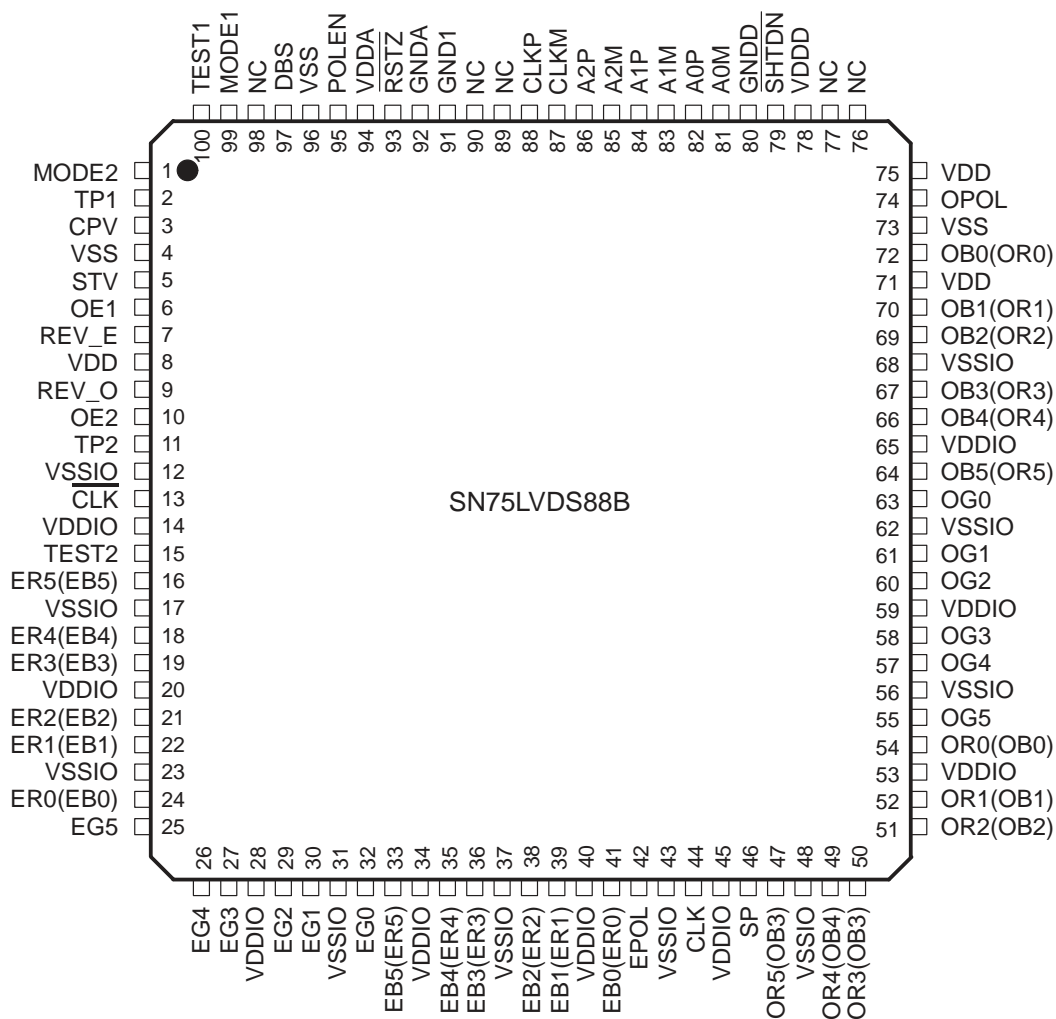 TEST1
MODE1
NC
DBS
VSS
POLEN
VDDA
RSTZ
GNDA
GND1
NC
NC
CLKP
CLKM
A2P
A2M
A1P
A1M
A0P
A0M
GNDD
SHTDN
VDDD
NC
NC
100
99
98
97
96
95
94
93
92
91
90
89
88
87
86
85
84
83
82
81
80
79
78
77
76
MODE2 1
TP1 2
CPV 3
VSS 4
STV 5
OE1 6
REV_E 7
VDD 8
REV_O 9
OE2 10
TP2 11
VSSIO 12
CLK 13
VDDIO 14
TEST2 15
ER5(EB5) 16
VSSIO 17
ER4(EB4) 18
ER3(EB3) 19
VDDIO 20
ER2(EB2) 21
ER1(EB1) 22
VSSIO 23
ER0(EB0) 24
EG5 25
SN75LVDS88B
75 VDD
74 OPOL
73 VSS
72 OB0(OR0)
71 VDD
70 OB1(OR1)
69 OB2(OR2)
68 VSSIO
67 OB3(OR3)
66 OB4(OR4)
65 VDDIO
64 OB5(OR5)
63 OG0
62 VSSIO
61 OG1
60 OG2
59 VDDIO
58 OG3
57 OG4
56 VSSIO
55 OG5
54 OR0(OB0)
53 VDDIO
52 OR1(OB1)
51 OR2(OB2)
26
27
28
29
30
31
32
33
34
35
36
37
38
39
40
41
42
43
44
45
46
47
48
49
50
EG4
EG3
VDDIO
EG2
EG1
VSSIO
EG0
EB5(ER5)
VDDIO
EB4(ER4)
EB3(ER3)
VSSIO
EB2(ER2)
EB1(ER1)
VDDIO
EB0(ER0)
EPOL
VSSIO
CLK
VDDIO
SP
OR5(OB3)
VSSIO
OR4(OB4)
OR3(OB3)